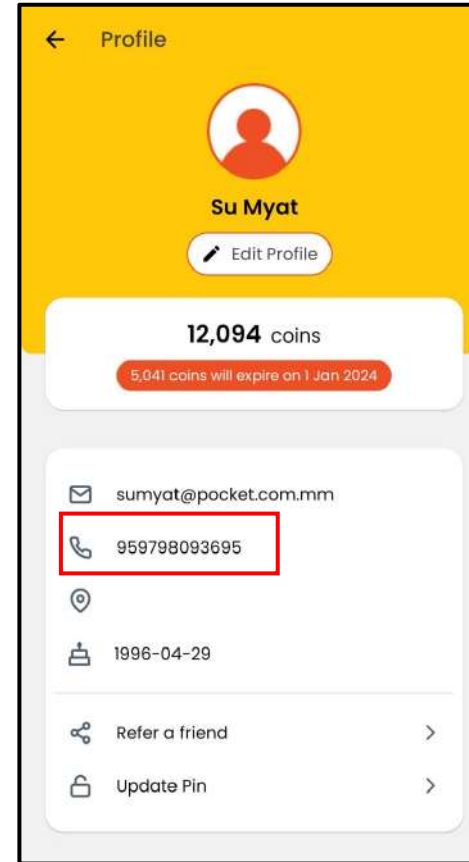 Profile
Su Myat
Edit Profile
12,094 coins
5,041 coins will expire on 1 Jan 2024
sumyat@pocket.com.mm
959798093695
1996-04-29
Refer a friend
Update Pin